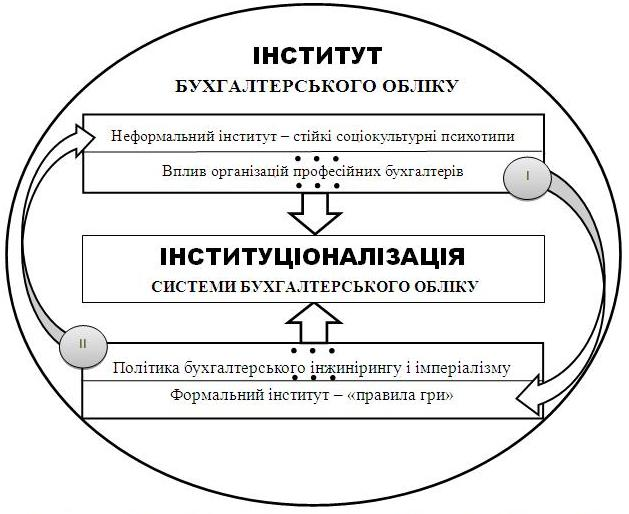 ІНСТИТУТ
БУХГАЛТЕРСЬКОГО ОБЛІКУ
Неформальний інститут – стійкі соціокультурні психотипи
Вплив організацій професійних бухгалтерів
I
ІНСТИТУЦІОНАЛІЗАЦІЯ
СИСТЕМИ БУХГАЛТЕРСЬКОГО ОБЛІКУ
II
Політика бухгалтерського інжинірингу і імперіалізму
Формальний інститут – «правила гри»